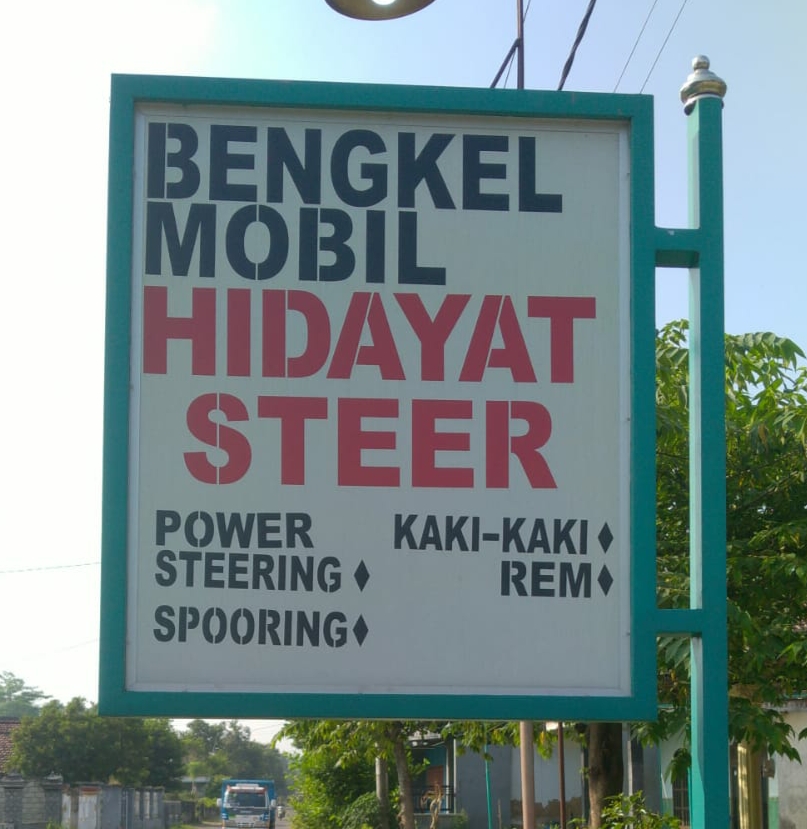 BENGKEL
MOBIL
HIDAYAT
STEER
POWER
STEERING♦
SPOORING♦
KAKI-KAKI♦
REM♦